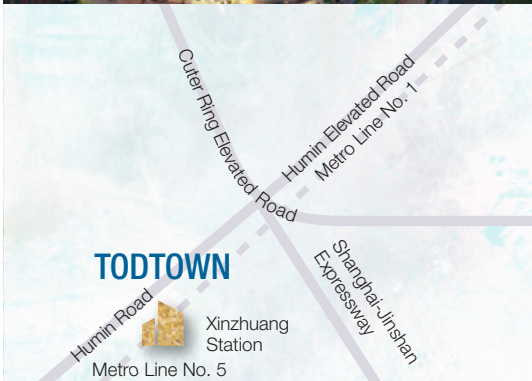 Cuter Ring Elevated Road
Humin Elevated Road
Metro Line No. 1
TODTOWN
Shanghai-Jinshan
Expressway
Humin Road
Xinzhuang
Station
Metro Line No. 5